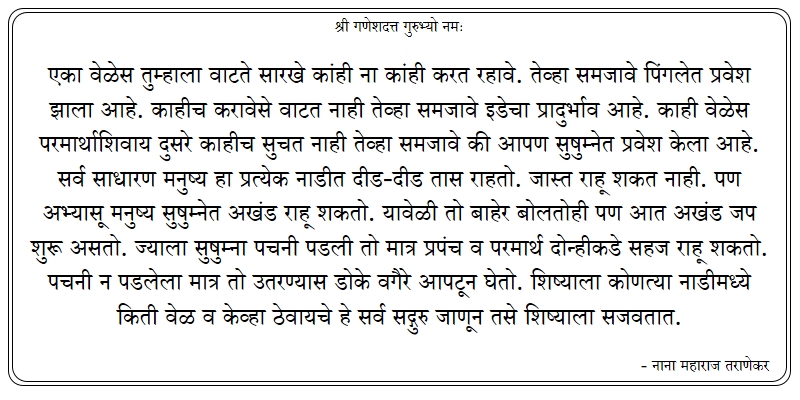 श्री गणेशदत्त गुरुभ्यो नमः
एका वेळेस तुम्हाला वाटते सारखे कांही ना कांही करत रहावे. तेव्हा समजावे पिंगलेत प्रवेश
झाला आहे. काहीच करावेसे वाटत नाही तेव्हा समजावे इडेचा प्रादुर्भाव आहे. काही वेळेस
परमार्थाशिवाय दुसरे काहीच सुचत नाही तेव्हा समजावे की आपण सुषुम्नेत प्रवेश केला आहे.
सर्व साधारण मनुष्य हा प्रत्येक नाडीत दीड-दीड तास राहतो. जास्त राहू शकत नाही. पण
अभ्यासू मनुष्य सुषुम्नेत अखंड राहू शकतो. यावेळी तो बाहेर बोलतोही पण आत अखंड जप
शुरू असतो. ज्याला सुषुम्ना पचनी पडली तो मात्र प्रपंच व परमार्थ दोन्हीकडे सहज राहू शकतो.
पचनी न पडलेला मात्र तो उतरण्यास डोके वगैरे आपटून घेतो. शिष्याला कोणत्या नाडीमध्ये
किती वेळ व केव्हा ठेवायचे हे सर्व सद्गुरु जाणून तसे शिष्याला सजवतात.
- नाना महाराज तराणेकर